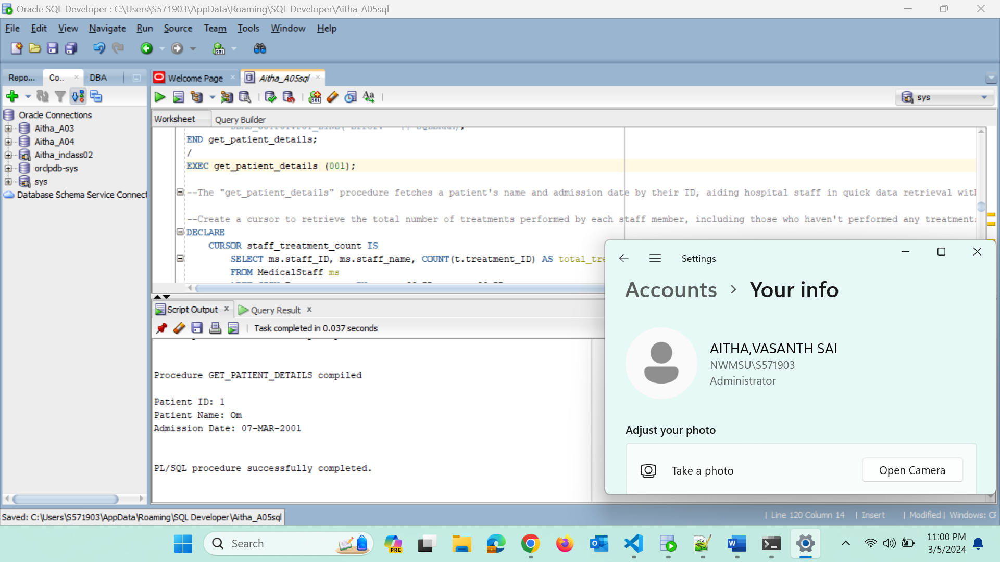 Oracle SQL Developer : C:\Users\S571903\AppData\Roaming\SQL Developer\Aitha_A05sql
File Edit View Navigate Run Source Team Tools Window Help
SQL
Repo... Co.. DBA
Welcome Page Aitha_A05sql
sys
Oracle Connections
Aitha_A03
Aitha_A04
Aitha_inclass02
orclpdb-sys
sys
Database Schema Service Connect
Worksheet Query Builder
END get_patient_details;
/
EXEC get_patient_details (001);
--The "get_patient_details" procedure fetches a patient's name and admission date by their ID, aiding hospital staff in quick data retrieval wit
--Create a cursor to retrieve the total number of treatments performed by each staff member, including those who haven't performed any treatment
DECLARE
CURSOR staff_treatment_count IS
SELECT ms.staff_ID, ms.staff_name, COUNT(t.treatment_ID) AS total_tre
FROM MedicalStaff ms
Script Output Query Result
Task completed in 0.037 seconds
Procedure GET_PATIENT_DETAILS compiled
Patient ID: 1
Patient Name: Om
Admission Date: 07-MAR-2001
PL/SQL procedure successfully completed.
Settings
Accounts > Your info
AITHA,VASANTH SAI
NWMSU\S571903
Administrator
Adjust your photo
Take a photo
Open Camera
Saved: C:\Users\S571903\AppData\Roaming\SQL Developer\Aitha_A05sql
| Line 120 Column 14 | Insert | Modified | Windows: CF
Search
PRE
11:00 PM
3/5/2024